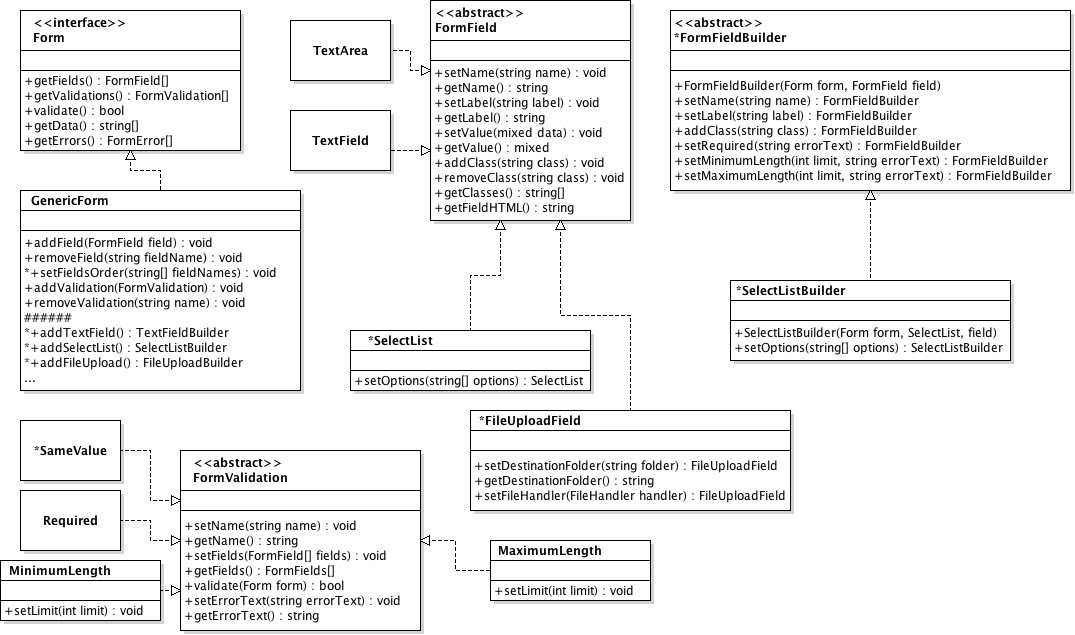 <<interface>>
Form
+getFields() : FormField[]
+getValidations() : FormValidation[]
+validate() : bool
+getData() : string[]
+getErrors() : FormError[]
GenericForm
+addField(FormField field) : void
+removeField(string fieldName) : void
*+setFieldsOrder(string[] fieldNames) : void
+addValidation(FormValidation) : void
+removeValidation(string name) : void
######
*+addTextField() : TextFieldBuilder
*+addSelectList() : SelectListBuilder
*+addFileUpload() : FileUploadBuilder
...
TextArea
TextField
<<abstract>>
FormField
+setName(string name) : void
+getName() : string
+setLabel(string label) : void
+getLabel() : string
+setValue(mixed data) : void
+getValue() : mixed
+addClass(string class) : void
+removeClass(string class) : void
+getClasses() : string[]
+getFieldHTML() : string
<<abstract>>
*FormFieldBuilder
+FormFieldBuilder(Form form, FormField field)
+setName(string name) : FormFieldBuilder
+setLabel(string label) : FormFieldBuilder
+addClass(string class) : FormFieldBuilder
+setRequired(string errorText) : FormFieldBuilder
+setMinimumLength(int limit, string errorText) : FormFieldBuilder
+setMaximumLength(int limit, string errorText) : FormFieldBuilder
*SelectListBuilder
+SelectListBuilder(Form form, SelectList, field)
+setOptions(string[] options) : SelectListBuilder
*SelectList
+setOptions(string[] options) : SelectList
*FileUploadField
+setDestinationFolder(string folder) : FileUploadField
+getDestinationFolder() : string
+setFileHandler(FileHandler handler) : FileUploadField
*SameValue
Required
MinimumLength
+setLimit(int limit) : void
<<abstract>>
FormValidation
+setName(string name) : void
+getName() : string
+setFields(FormField[] fields) : void
+getFields() : FormFields[]
+validate(Form form) : bool
+setErrorText(string errorText) : void
+getErrorText() : string
MaximumLength
+setLimit(int limit) : void